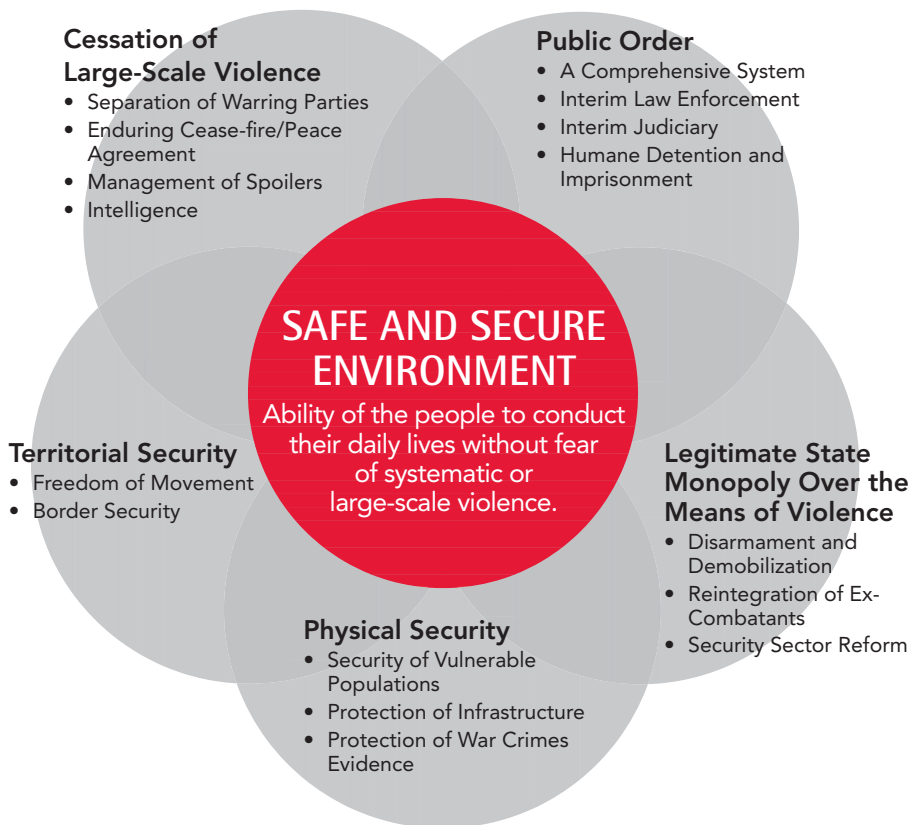 Cessation of
Large-Scale Violence
• Separation of Warring Parties
• Enduring Cease-fire/Peace
Agreement
• Management of Spoilers
• Intelligence
Public Order
• A Comprehensive System
• Interim Law Enforcement
• Interim Judiciary
• Humane Detention and
Imprisonment
SAFE AND SECURE
ENVIRONMENT
Ability of the people to conduct
their daily lives without fear
of systematic or
large-scale violence.
Territorial Security
• Freedom of Movement
• Border Security
Legitimate State
Monopoly Over the
Means of Violence
• Disarmament and
Demobilization
• Reintegration of Ex-
Combatants
• Security Sector Reform
Physical Security
• Security of Vulnerable
Populations
• Protection of Infrastructure
• Protection of War Crimes
Evidence